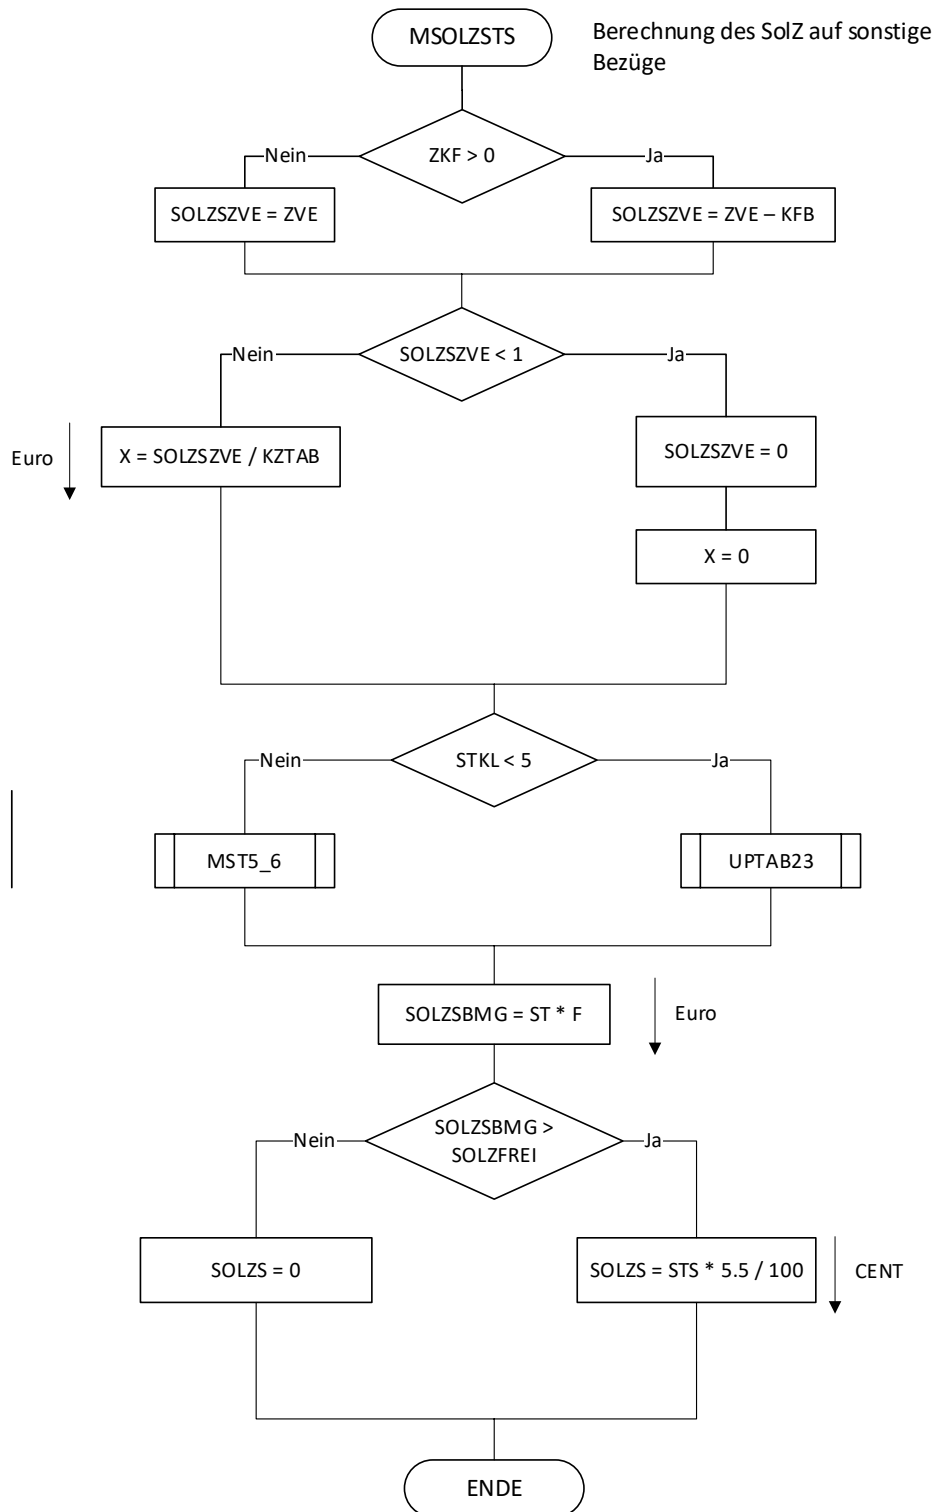 MSOLZSTS
Berechnung des SolZ auf sonstige
Bezüge
ZKF > 0
Nein
Ja
SOLZSZVE = ZVE
SOLZSZVE = ZVE – KFB
SOLZSZVE < 1
Nein
Ja
Euro
X = SOLZSZVE / KZTAB
SOLZSZVE = 0
X = 0
STKL < 5
Nein
Ja
MST5_6
UPTAB23
SOLZSBMG = ST * F
Euro
SOLZSBMG >
SOLZFREI
Nein
Ja
SOLZS = 0
SOLZS = STS * 5.5 / 100
CENT
ENDE